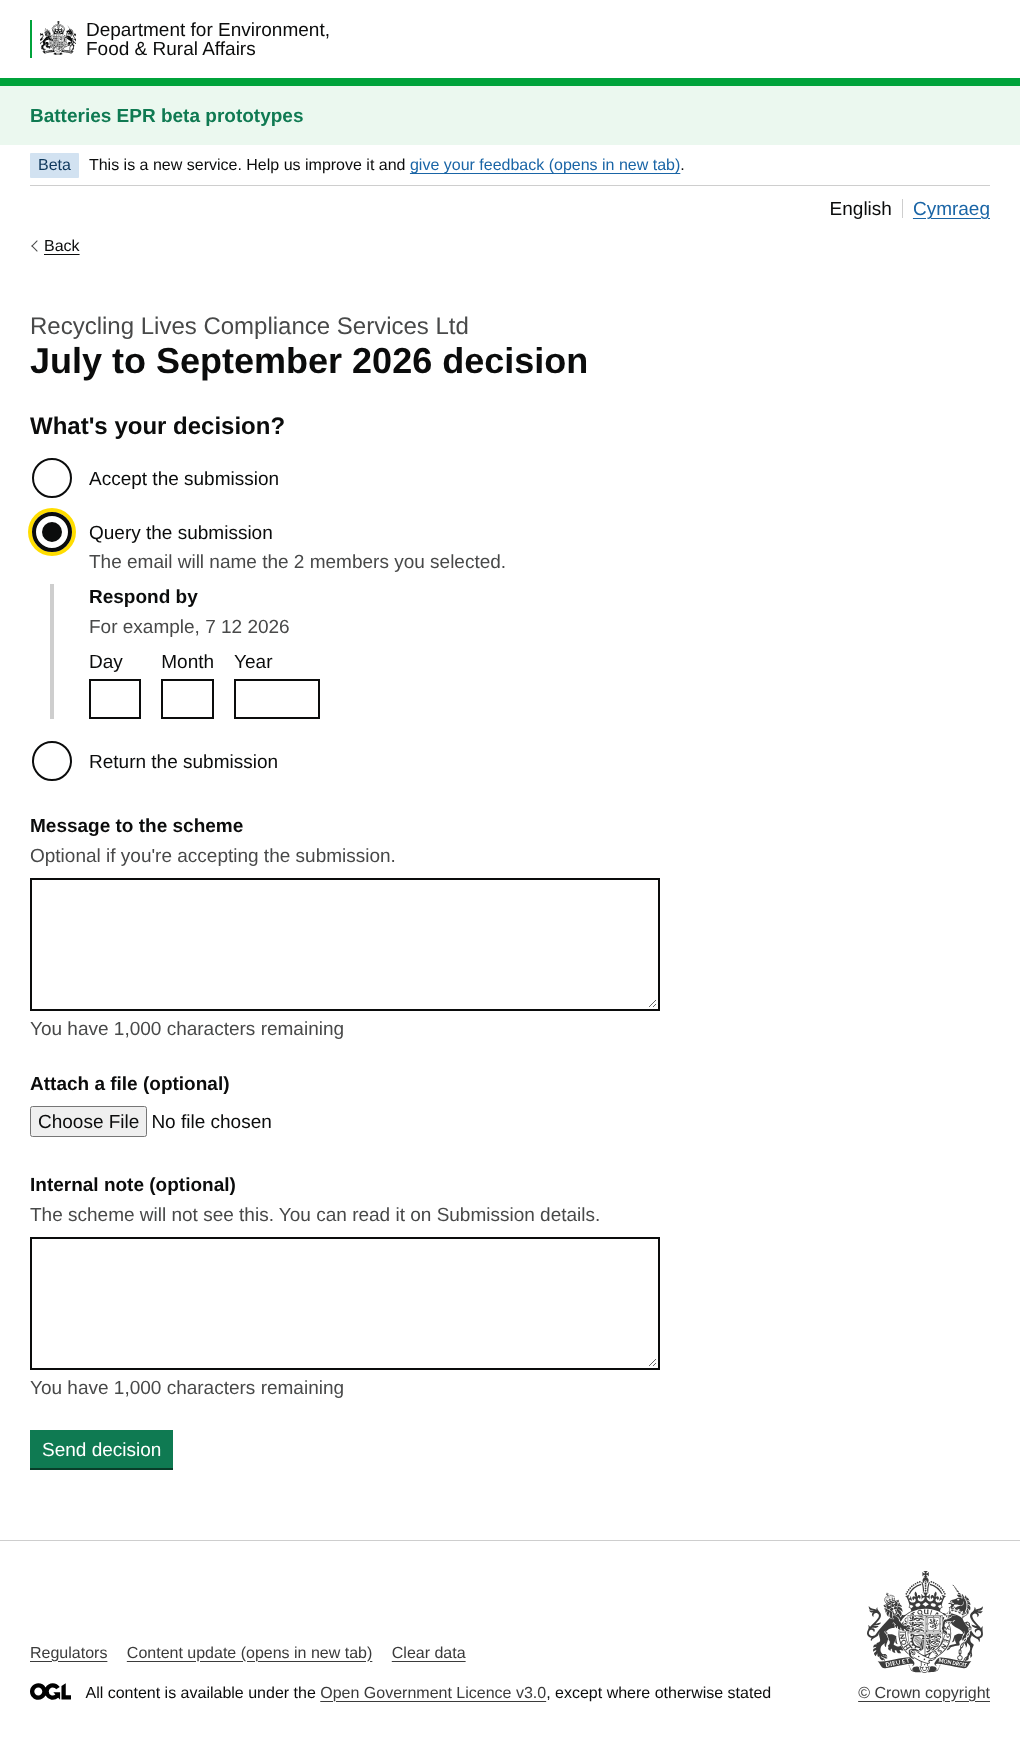 Department for Environment,
Food & Rural Affairs
Batteries EPR beta prototypes
Beta This is a new service. Help us improve it and give your feedback (opens in new tab).
English Cymraeg
Back
Recycling Lives Compliance Services Ltd
July to September 2026 decision
What's your decision?
Accept the submission
Query the submission
The email will name the 2 members you selected.
Respond by
For example, 7 12 2026
Day Month Year
Return the submission
Message to the scheme
Optional if you're accepting the submission.
You have 1,000 characters remaining
Attach a file (optional)
Choose File No file chosen
Internal note (optional)
The scheme will not see this. You can read it on Submission details.
You have 1,000 characters remaining
Send decision
Regulators Content update (opens in new tab) Clear data
OGL All content is available under the Open Government Licence v3.0, except where otherwise stated
DIEU ET MON DROIT
© Crown copyright